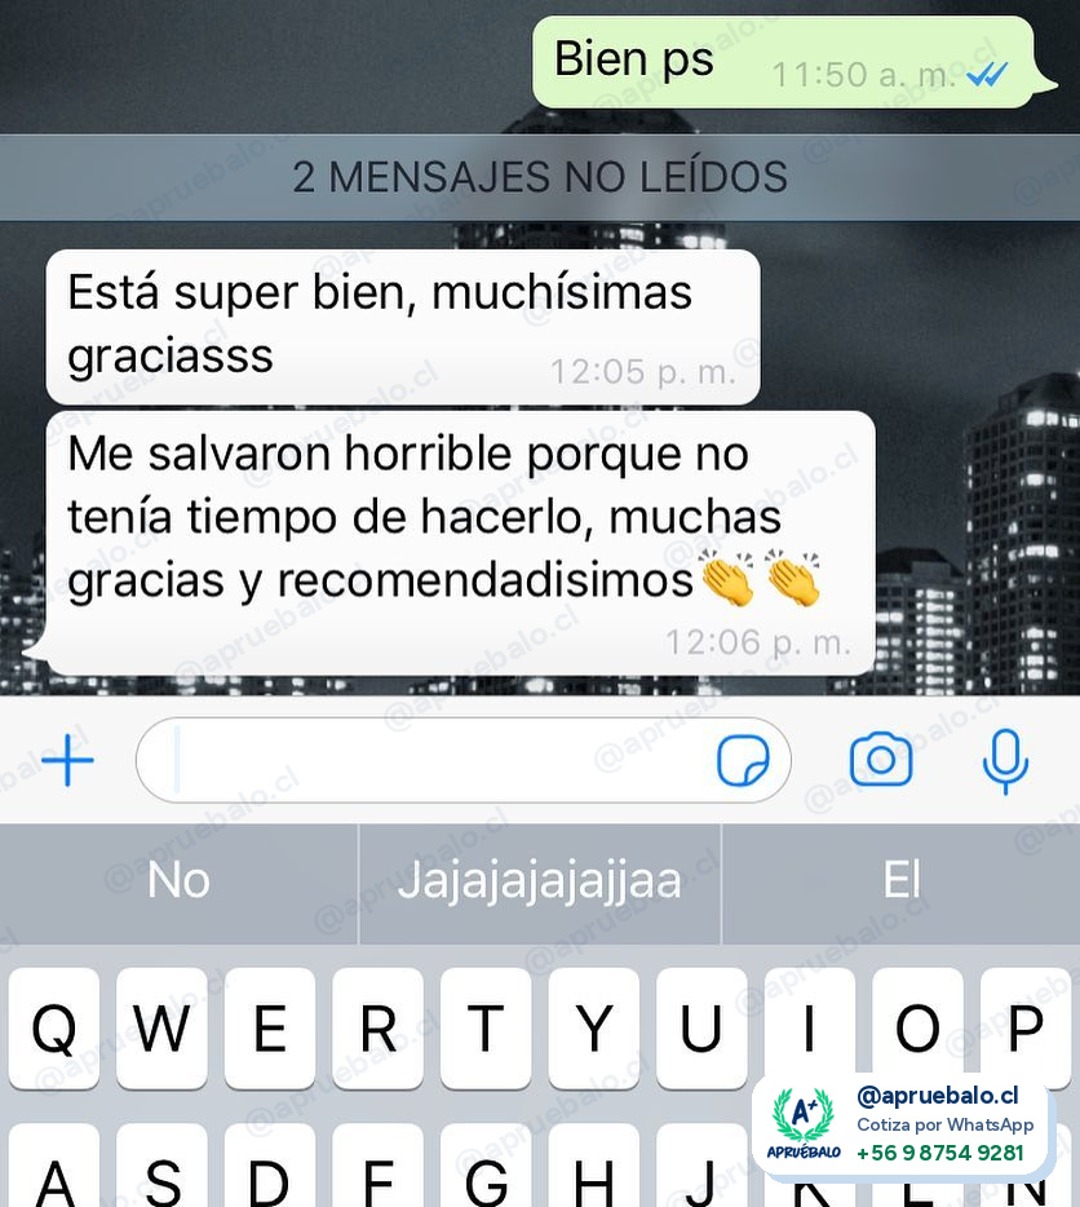 Bien ps
11:50 a. m.
2 MENSAJES NO LEÍDOS
Está super bien, muchísimas
graciasss
12:05 p. m.
Me salvaron horrible porque no
tenía tiempo de hacerlo, muchas
gracias y recomendadisimos👏👏
12:06 p. m.
No Jajajajajajjaa El
Q W E R T Y U I O P
A S D F G H J K L Ñ
A+
APRUÉBALO
@apruebalo.cl
Cotiza por WhatsApp
+56 9 8754 9281